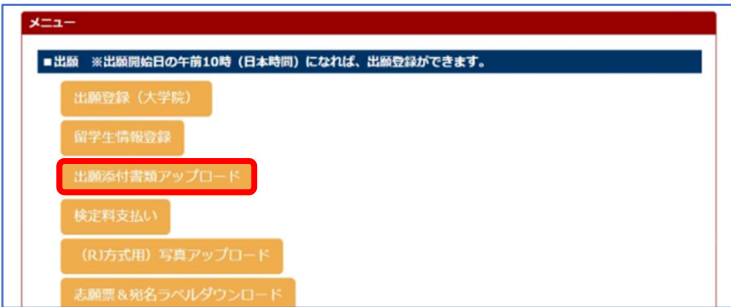 メニュー
■出願　※出願開始日の午前10時（日本時間）になれば、出願登録ができます。
出願登録（大学院）
留学生情報登録
出願添付書類アップロード
検定料支払い
（RJ方式用）写真アップロード
志願票＆宛名ラベルダウンロード